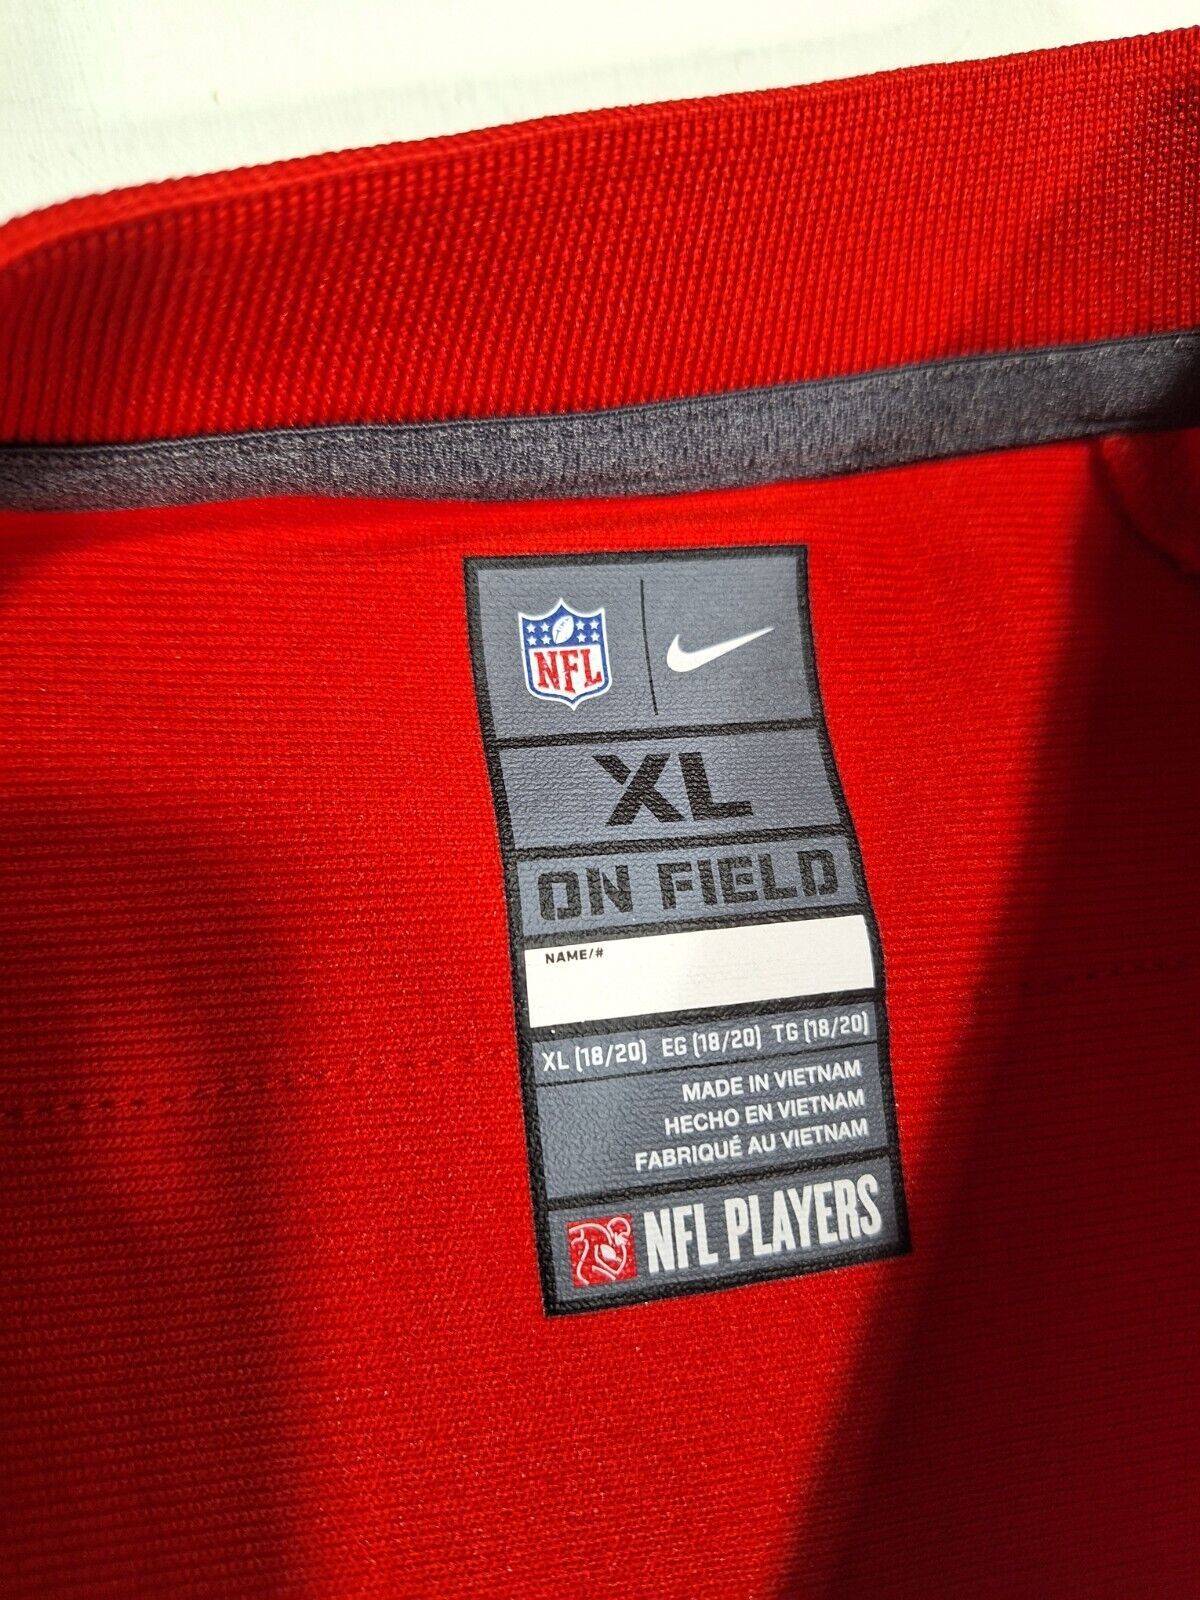 NFL
XL
ON FIELD
NAME/#
XL (18/20) EG (18/20) TG (18/20)
MADE IN VIETNAM
HECHO EN VIETNAM
FABRIQUÉ AU VIETNAM
NFL PLAYERS